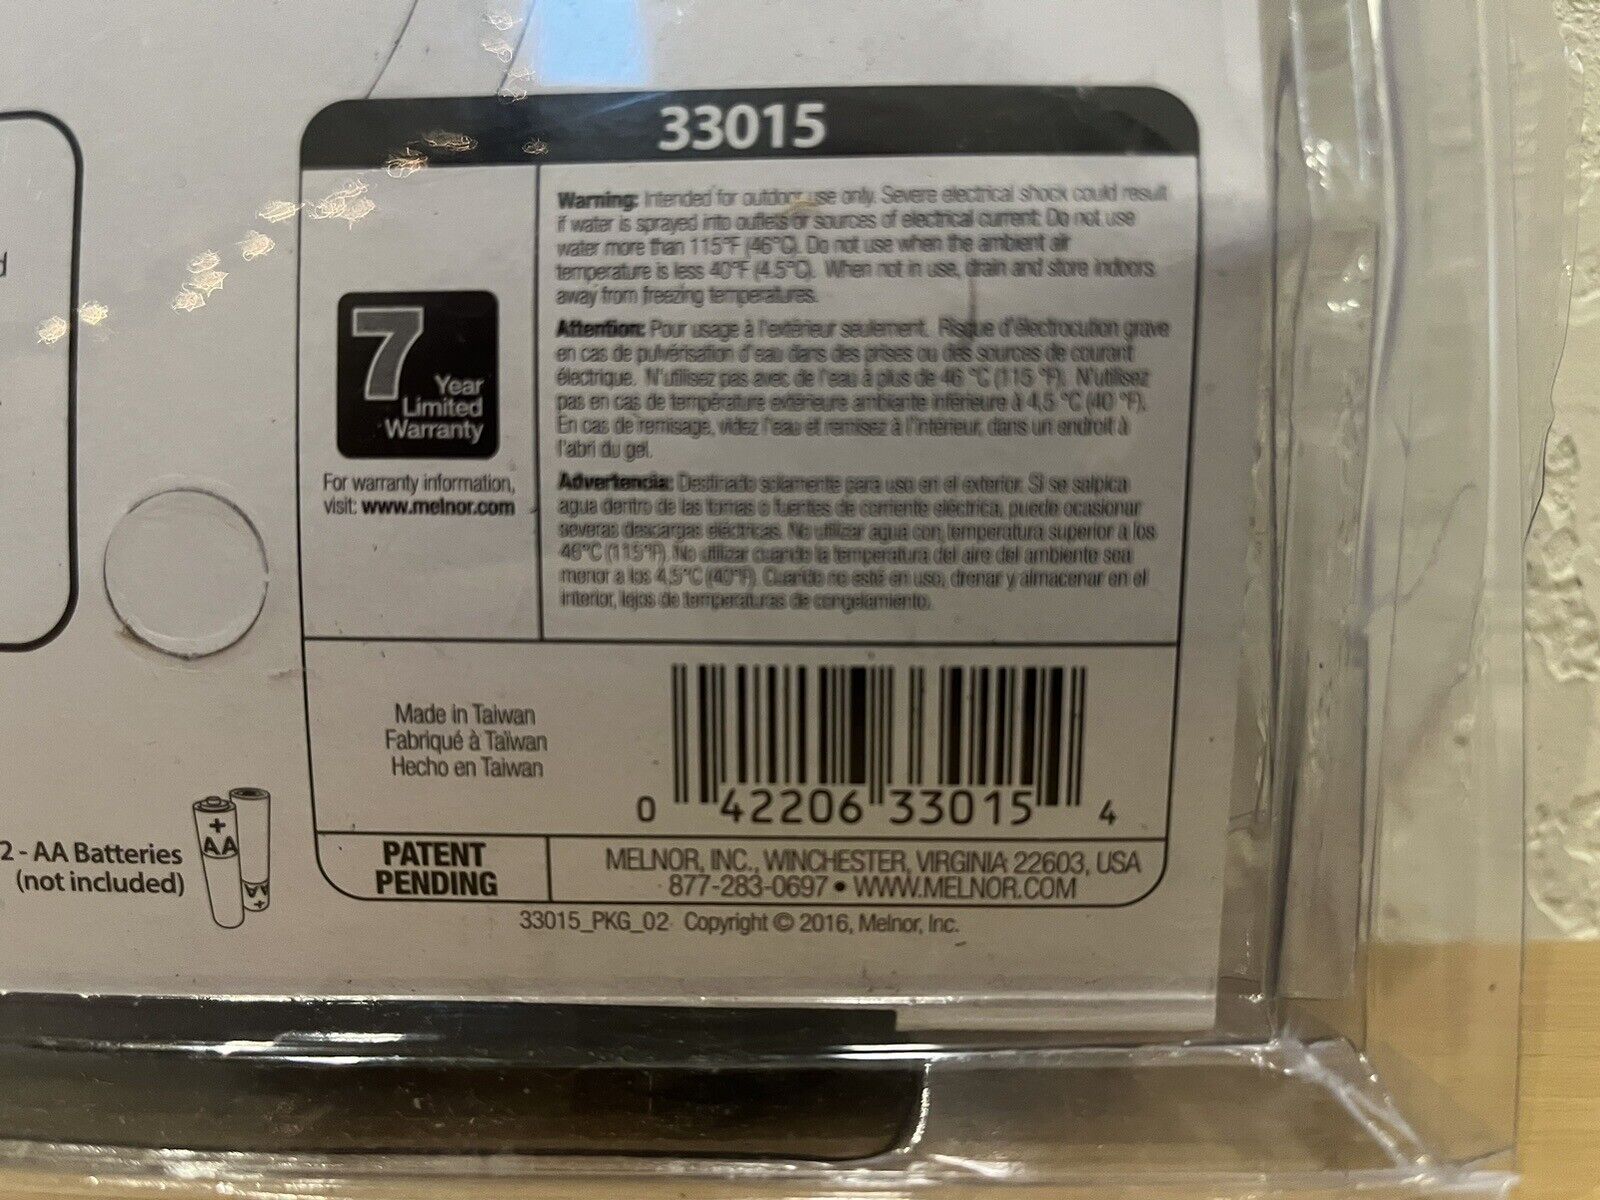 33015
7
Year
Limited
Warranty
For warranty information,
visit: www.melnor.com
Warning: Intended for outdoor use only. Severe electrical shock could result
if water is sprayed into outlets or sources of electrical current. Do not use
water more than 115°F (46°C). Do not use when the ambient air
temperature is less 40°F (4.5°C). When not in use, drain and store indoors
away from freezing temperatures.
Attention: Pour usage à l'extérieur seulement. Risque d'électrocution grave
en cas de pulvérisation d'eau dans des prises ou des sources de courant
électrique. N'utilisez pas avec de l'eau à plus de 46 °C (115 °F). N'utilisez
pas en cas de température extérieure ambiante inférieure à 4,5 °C (40 °F).
En cas de remisage, videz l'eau et remisez à l'intérieur, dans un endroit à
l'abri du gel.
Advertencia: Destinado solamente para uso en el exterior. Si se salpica
agua dentro de las tomas o fuentes de corriente eléctrica, puede ocasionar
severas descargas eléctricas. No utilizar agua con temperatura superior a los
46°C (115°F). No utilizar cuando la temperatura del aire del ambiente sea
menor a los 4,5°C (40°F). Cuando no esté en uso, drenar y almacenar en el
interior, lejos de temperaturas de congelamiento.
Made in Taiwan
Fabriqué à Taïwan
Hecho en Taiwan
0 42206 33015 4
2 - AA Batteries
(not included)
+
AA
AA
+
PATENT
PENDING
MELNOR, INC., WINCHESTER, VIRGINIA 22603, USA
877-283-0697 • WWW.MELNOR.COM
33015_PKG_02 Copyright © 2016, Melnor, Inc.